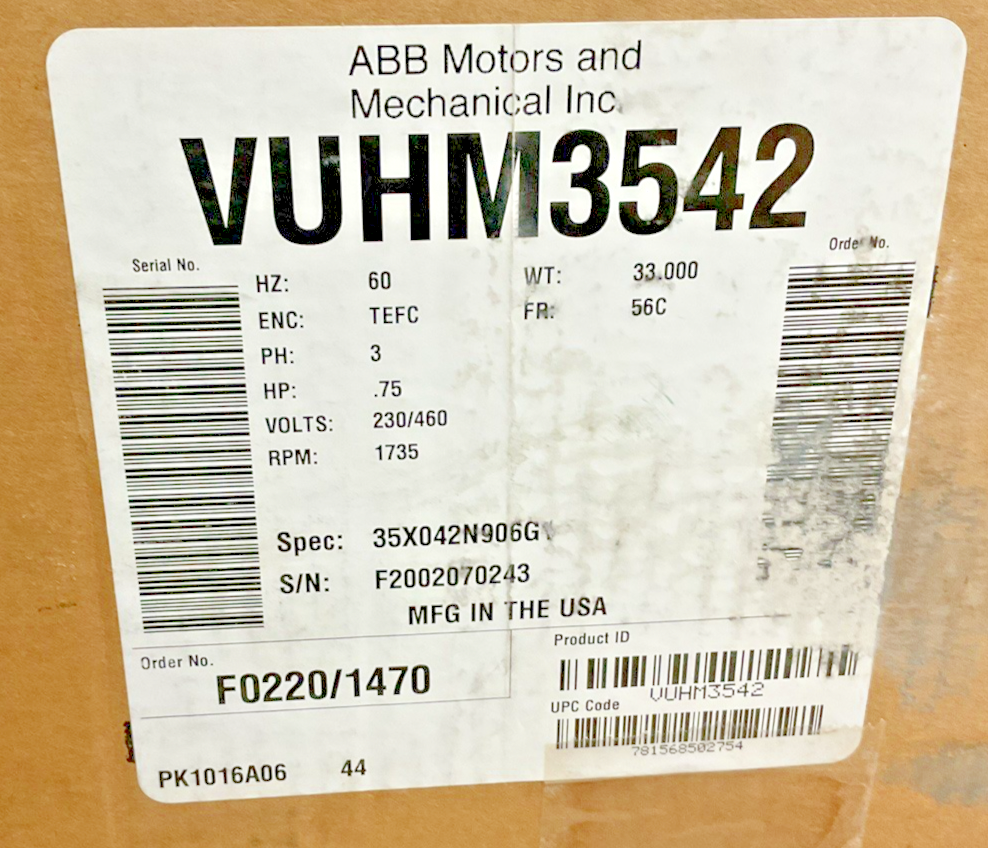 ABB Motors and
Mechanical Inc.
VUHM3542
Serial No.
Order No.
HZ: 60 WT: 33.000
ENC: TEFC FR: 56C
PH: 3
HP: .75
VOLTS: 230/460
RPM: 1735
Spec: 35X042N906G1
S/N: F2002070243
MFG IN THE USA
Order No.
F0220/1470
Product ID
VUHM3542
UPC Code
781568502754
PK1016A06 44